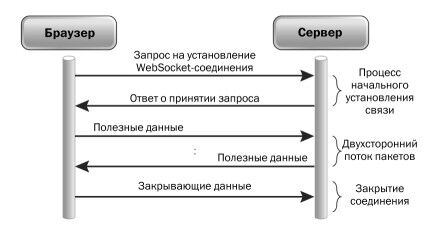 Браузер
Сервер
Запрос на установление
WebSocket-соединения
Ответ о принятии запроса
Процесс
начального
установления
связи
Полезные данные
:
Полезные данные
Двухсторонний
поток пакетов
Закрывающие данные
Закрытие
соединения